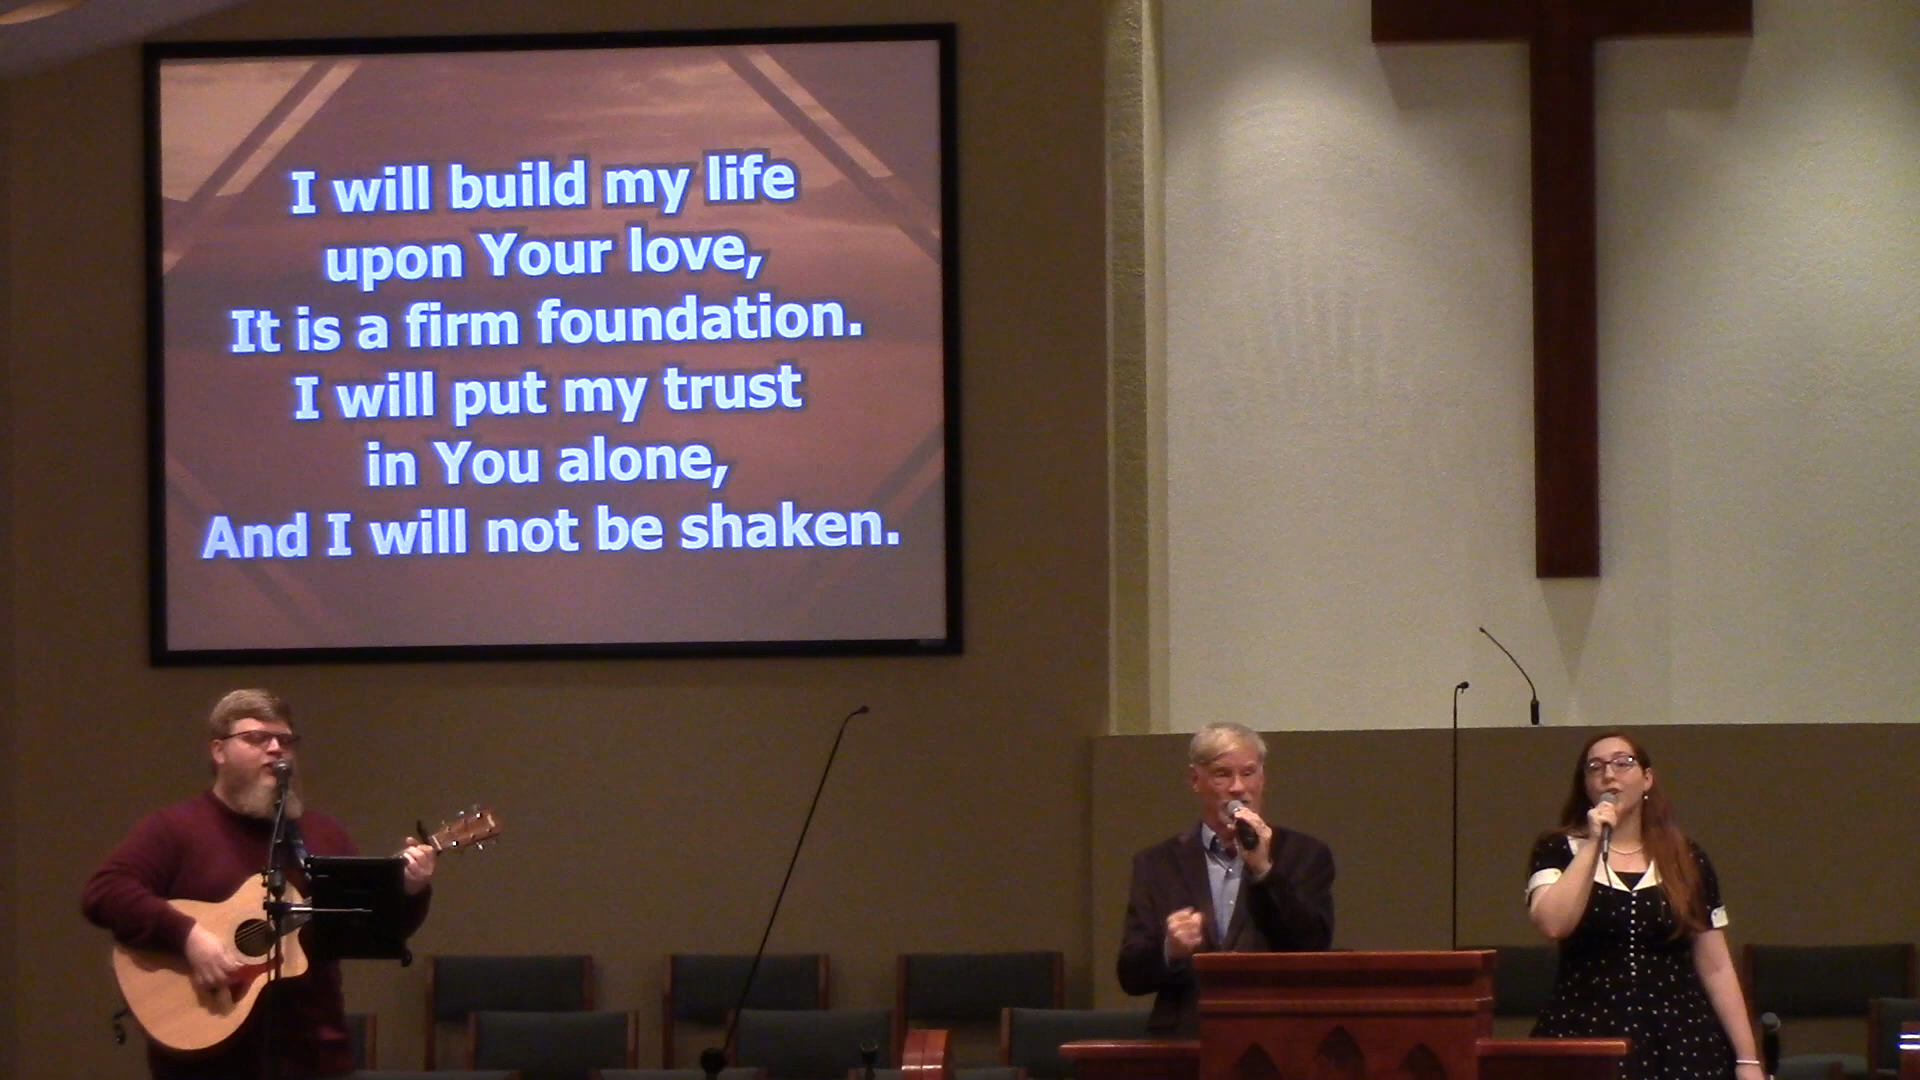 I will build my life
upon Your love,
It is a firm foundation.
I will put my trust
in You alone,
And I will not be shaken.